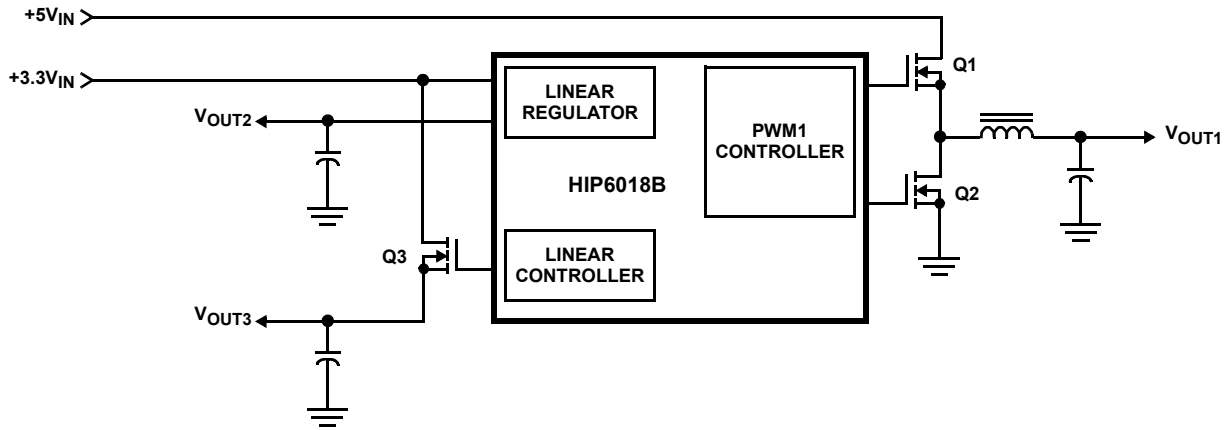 +5VIN
+3.3VIN
VOUT2
LINEAR
REGULATOR
PWM1
CONTROLLER
HIP6018B
Q1
VOUT1
Q2
Q3
LINEAR
CONTROLLER
VOUT3